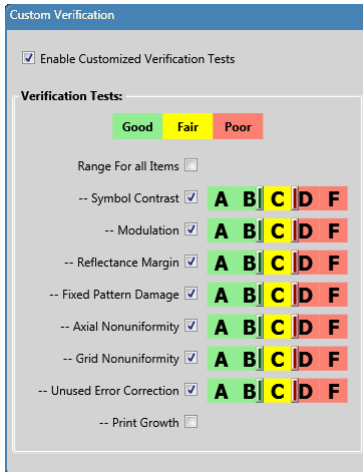 Custom Verification
Enable Customized Verification Tests
Verification Tests:
Good Fair Poor
Range For all Items
-- Symbol Contrast A B C D F
-- Modulation A B C D F
-- Reflectance Margin A B C D F
-- Fixed Pattern Damage A B C D F
-- Axial Nonuniformity A B C D F
-- Grid Nonuniformity A B C D F
-- Unused Error Correction A B C D F
-- Print Growth